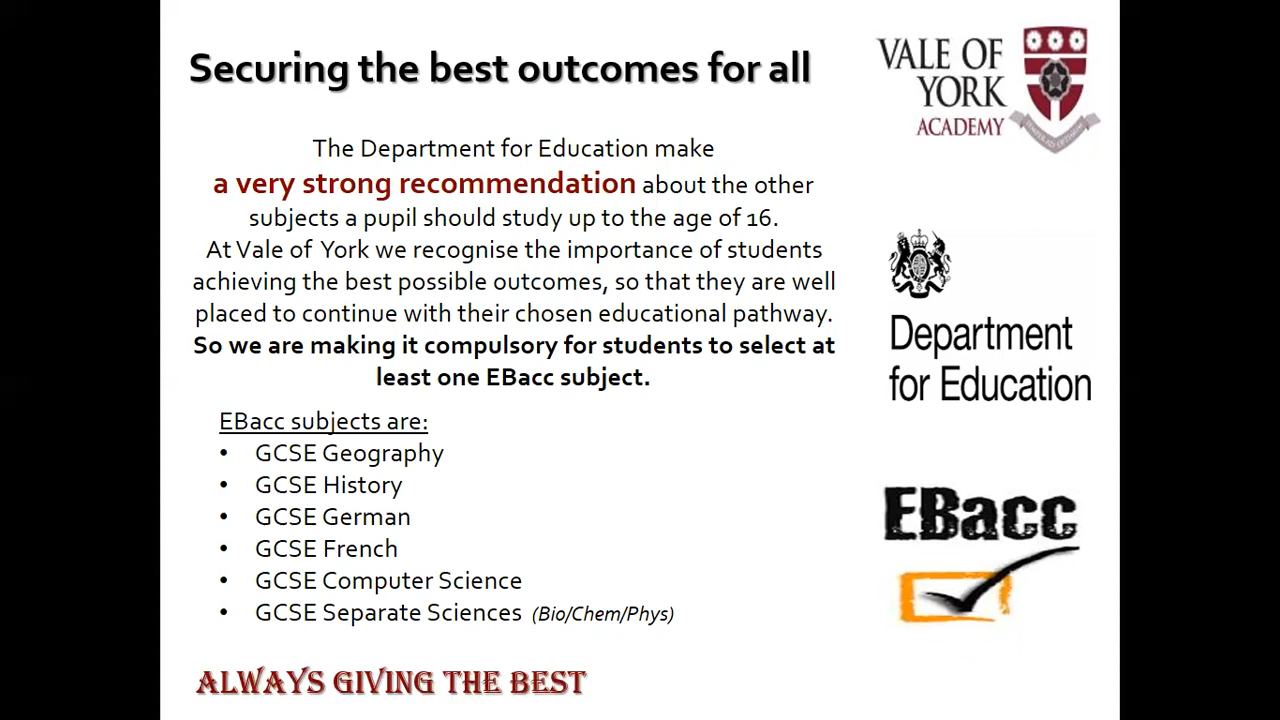 Securing the best outcomes for all
VALE OF
YORK
ACADEMY
The Department for Education make
a very strong recommendation about the other
subjects a pupil should study up to the age of 16.
At Vale of York we recognise the importance of students
achieving the best possible outcomes, so that they are well
placed to continue with their chosen educational pathway.
So we are making it compulsory for students to select at
least one EBacc subject.
Department
for Education
EBacc subjects are:
• GCSE Geography
• GCSE History
• GCSE German
• GCSE French
• GCSE Computer Science
• GCSE Separate Sciences (Bio/Chem/Phys)
EBacc
ALWAYS GIVING THE BEST